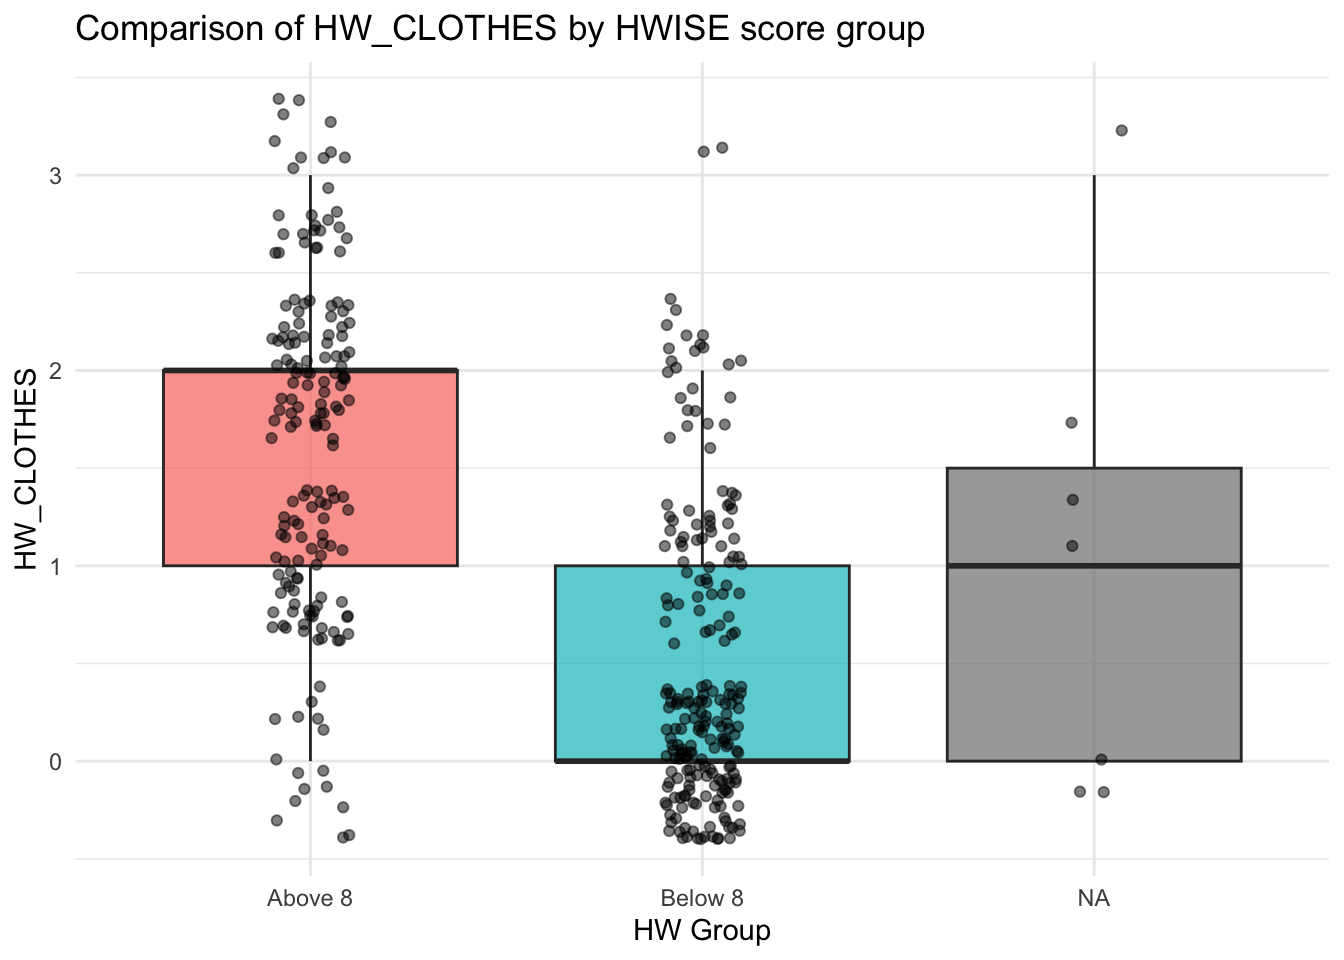 Comparison of HW_CLOTHES by HWISE score group
HW_CLOTHES
3
2
1
0
Above 8
Below 8
NA
HW Group